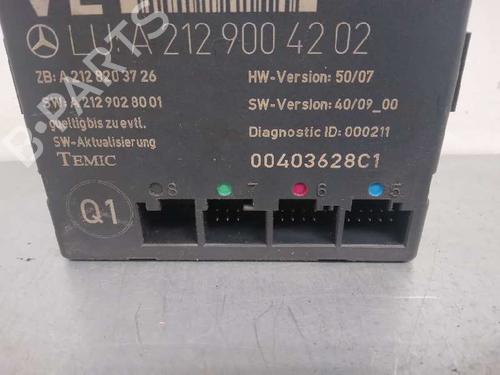 LU: A 212 900 42 02
ZB: A 212 820 37 26
HW-Version: 50/07
SW: A 212 902 80 01
SW-Version: 40/09_00
gueltig bis zu evtl.
SW-Aktualisierung
Diagnostic ID: 000211
TEMIC
00403628C1
Q1
8 7 6 5
B-PARTS